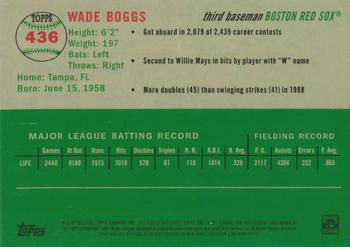 TOPPS
436
WADE BOGGS
third baseman BOSTON RED SOX®
Height: 6'2"
Weight: 197
Bats: Left
Throws: Right
Home: Tampa, FL
Born: June 15, 1958
• Got aboard in 2,079 of 2,439 career contests
• Second to Willie Mays in hits by player with "W" name
• More doubles (45) than swinging strikes (41) in 1988
MAJOR LEAGUE BATTING RECORD
FIELDING RECORD
Games At Bat Runs Hits Doubles Triples H. R. R.B.I. B. Avg. P. O. Assists Errors F. Avg.
LIFE 2440 9180 1513 3010 578 61 118 1014 .328 2117 4304 .965
Topps